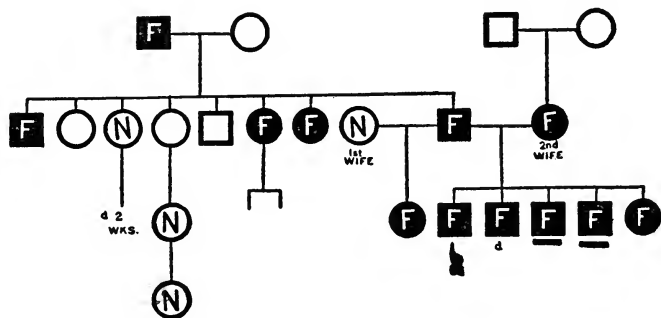 F
F N F F N F F
1st WIFE
2nd WIFE
d 2
WKS.
N F F F F F F
d
N